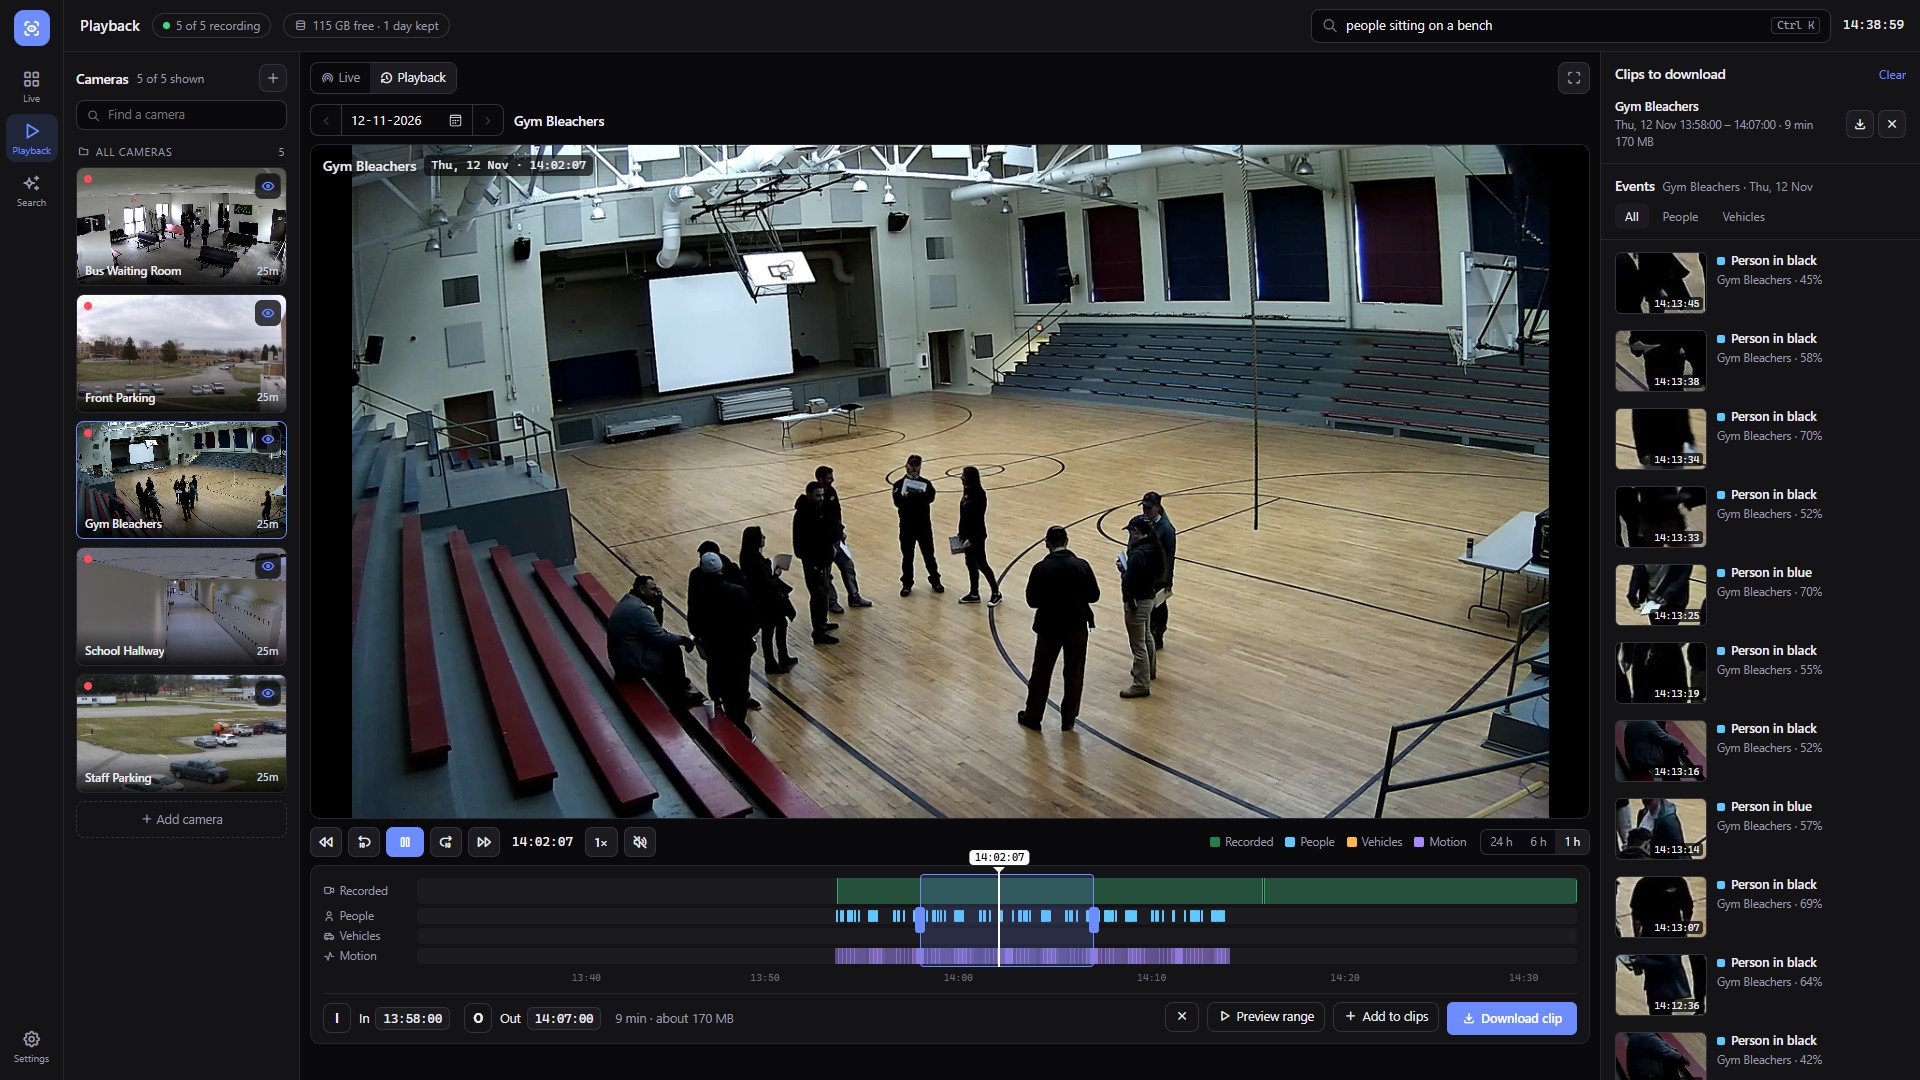 Playback
5 of 5 recording
115 GB free · 1 day kept
people sitting on a bench
Ctrl K
14:38:59
Live
Playback
Search
Settings
Cameras 5 of 5 shown
Find a camera
ALL CAMERAS 5
Bus Waiting Room 25m
Front Parking 25m
Gym Bleachers 25m
School Hallway 25m
Staff Parking 25m
+ Add camera
Live Playback
12-11-2026
Gym Bleachers
Gym Bleachers Thu, 12 Nov · 14:02:07
14:02:07
1×
Recorded People Vehicles Motion
24 h 6 h 1 h
14:02:07
Recorded
People
Vehicles
Motion
13:40 13:50 14:00 14:10 14:20 14:30
I In 13:58:00 O Out 14:07:00 9 min · about 170 MB
Preview range
+ Add to clips
Download clip
Clips to download Clear
Gym Bleachers
Thu, 12 Nov 13:58:00 – 14:07:00 · 9 min
170 MB
Events Gym Bleachers · Thu, 12 Nov
All People Vehicles
Person in black
Gym Bleachers · 45%
14:13:45
Person in black
Gym Bleachers · 58%
14:13:38
Person in black
Gym Bleachers · 70%
14:13:34
Person in black
Gym Bleachers · 52%
14:13:33
Person in blue
Gym Bleachers · 70%
14:13:25
Person in black
Gym Bleachers · 55%
14:13:19
Person in black
Gym Bleachers · 52%
14:13:16
Person in blue
Gym Bleachers · 57%
14:13:14
Person in black
Gym Bleachers · 69%
14:13:07
Person in black
Gym Bleachers · 64%
14:12:36
Person in black
Gym Bleachers · 42%